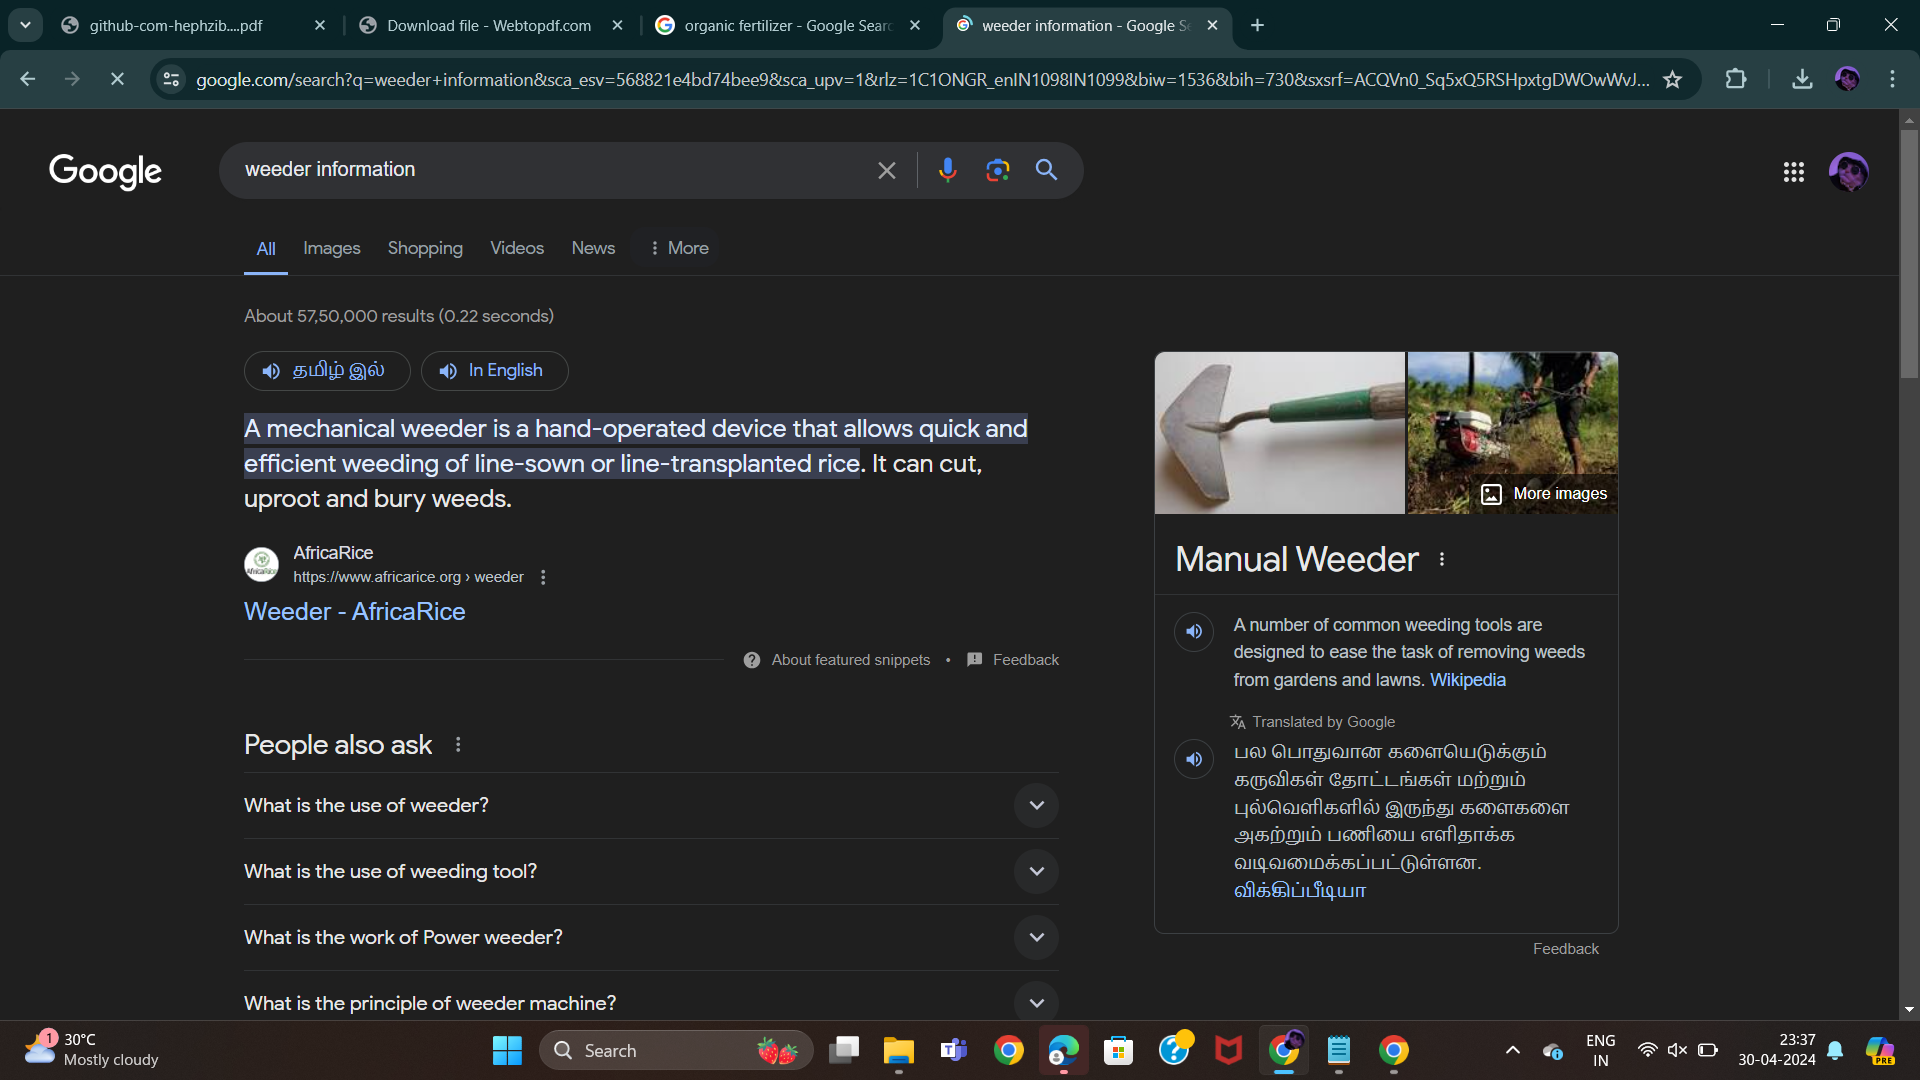 github-com-hephzib....pdf
Download file - Webtopdf.com
organic fertilizer - Google Searc
weeder information - Google Se
google.com/search?q=weeder+information&sca_esv=568821e4bd74bee9&sca_upv=1&rlz=1C1ONGR_enIN1098IN1099&biw=1536&bih=730&sxsrf=ACQVn0_Sq5xQ5RSHpxtgDWOwWvJ...
Google
weeder information
All
Images
Shopping
Videos
News
More
About 57,50,000 results (0.22 seconds)
தமிழ் இல்
In English
A mechanical weeder is a hand-operated device that allows quick and
efficient weeding of line-sown or line-transplanted rice. It can cut,
uproot and bury weeds.
AfricaRice
https://www.africarice.org › weeder
Weeder - AfricaRice
About featured snippets • Feedback
People also ask
What is the use of weeder?
What is the use of weeding tool?
What is the work of Power weeder?
What is the principle of weeder machine?
More images
Manual Weeder
A number of common weeding tools are
designed to ease the task of removing weeds
from gardens and lawns. Wikipedia
Translated by Google
பல பொதுவான களையெடுக்கும்
கருவிகள் தோட்டங்கள் மற்றும்
புல்வெளிகளில் இருந்து களைகளை
அகற்றும் பணியை எளிதாக்க
வடிவமைக்கப்பட்டுள்ளன.
விக்கிப்பீடியா
Feedback
1
30°C
Mostly cloudy
Search
ENG
IN
23:37
30-04-2024
PRE